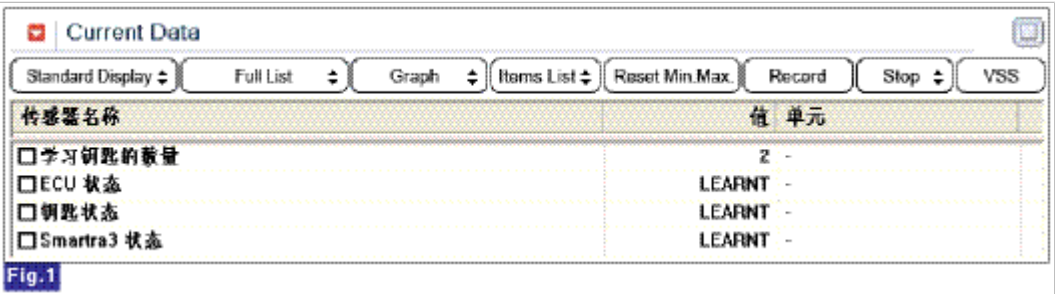 Current Data
Standard Display Full List Graph Items List Reset Min.Max. Record Stop VSS
传感器名称 值 单元
学习钥匙的数量 2 -
ECU 状态 LEARNT -
钥匙状态 LEARNT -
Smartra3 状态 LEARNT -
Fig.1